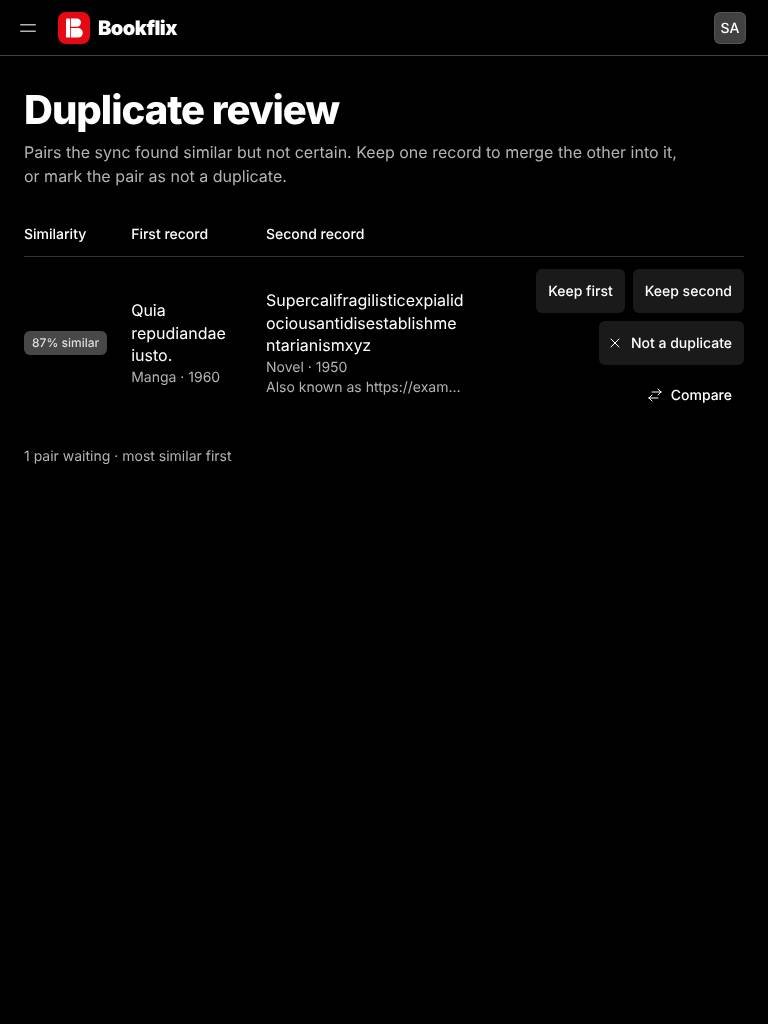 Bookflix
SA
Duplicate review
Pairs the sync found similar but not certain. Keep one record to merge the other into it,
or mark the pair as not a duplicate.
Similarity
First record
Second record
87% similar
Quia
repudiandae
iusto.
Manga · 1960
Supercalifragilisticexpialid
ociousantidisestablishme
ntarianismxyz
Novel · 1950
Also known as https://exam...
Keep first
Keep second
Not a duplicate
Compare
1 pair waiting · most similar first